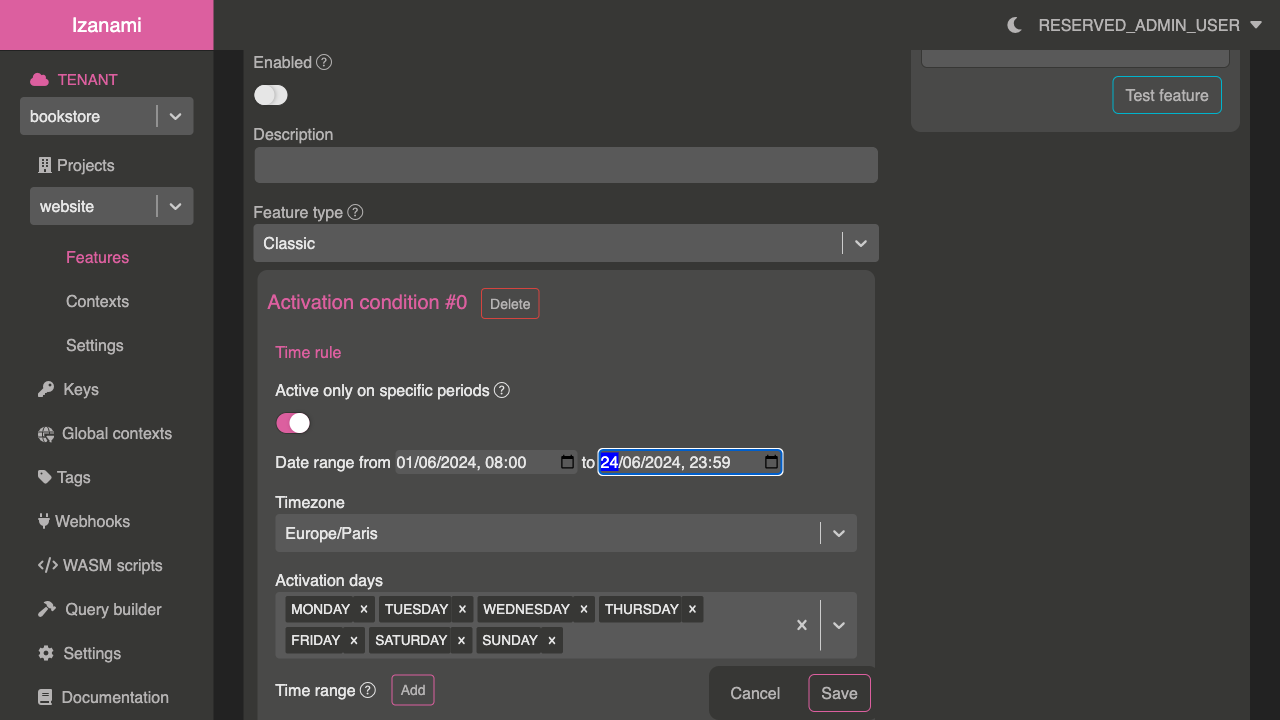 Izanami
RESERVED_ADMIN_USER
TENANT
bookstore
Projects
website
Features
Contexts
Settings
Keys
Global contexts
Tags
Webhooks
WASM scripts
Query builder
Settings
Documentation
Enabled ?
Description
Feature type ?
Classic
Activation condition #0 Delete
Time rule
Active only on specific periods ?
Date range from 01/06/2024, 08:00 to 24/06/2024, 23:59
Timezone
Europe/Paris
Activation days
MONDAY × TUESDAY × WEDNESDAY × THURSDAY ×
FRIDAY × SATURDAY × SUNDAY ×
Time range ? Add
Cancel Save
Test feature